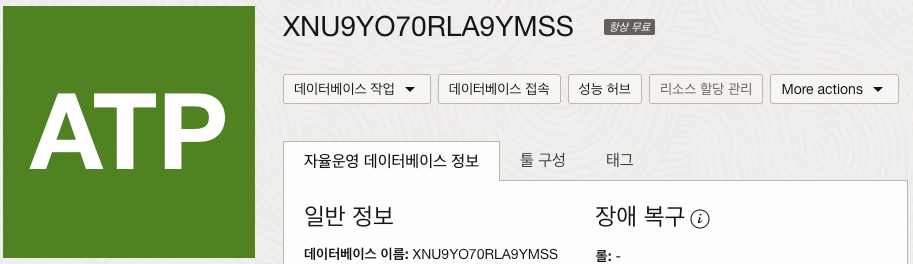 ATP
XNU9YO70RLA9YMSS 항상 무료
데이터베이스 작업 데이터베이스 접속 성능 허브 리소스 할당 관리 More actions
자율운영 데이터베이스 정보 툴 구성 태그
일반 정보 장애 복구 i
데이터베이스 이름: XNU9YO70RLA9YMSS 롤: -